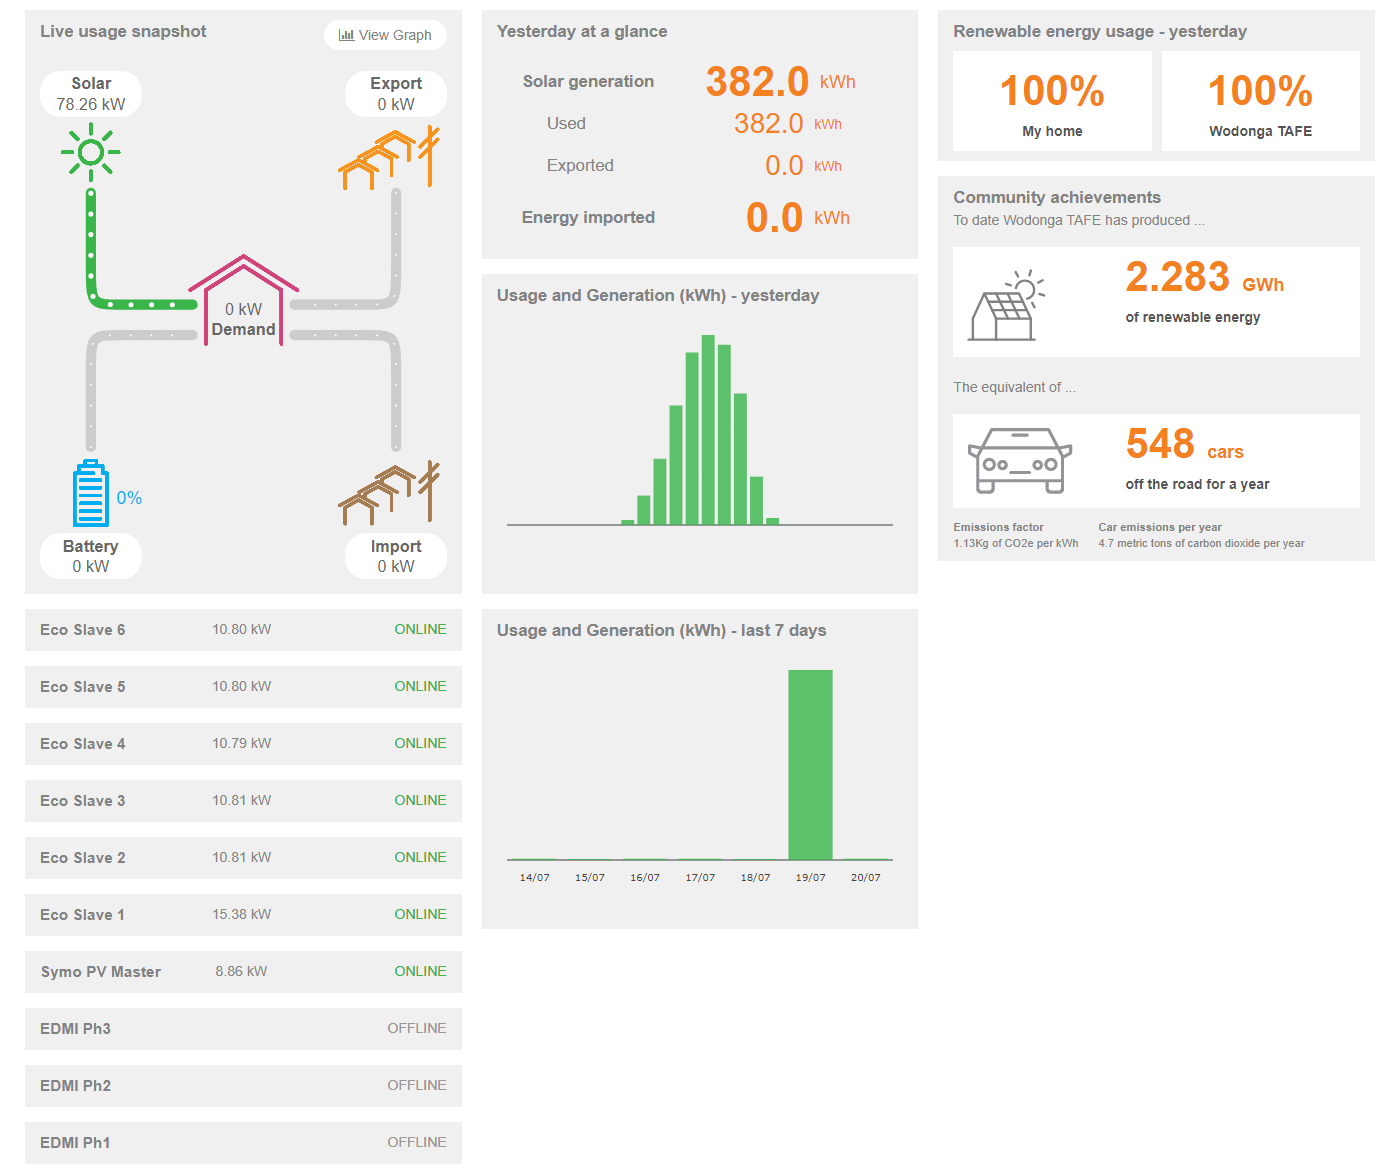 Live usage snapshot
View Graph
Solar
78.26 kW
Export
0 kW
0 kW
Demand
0%
Battery
0 kW
Import
0 kW
Eco Slave 6 10.80 kW ONLINE
Eco Slave 5 10.80 kW ONLINE
Eco Slave 4 10.79 kW ONLINE
Eco Slave 3 10.81 kW ONLINE
Eco Slave 2 10.81 kW ONLINE
Eco Slave 1 15.38 kW ONLINE
Symo PV Master 8.86 kW ONLINE
EDMI Ph3 OFFLINE
EDMI Ph2 OFFLINE
EDMI Ph1 OFFLINE
Yesterday at a glance
Solar generation 382.0 kWh
Used 382.0 kWh
Exported 0.0 kWh
Energy imported 0.0 kWh
Usage and Generation (kWh) - yesterday
Usage and Generation (kWh) - last 7 days
14/07 15/07 16/07 17/07 18/07 19/07 20/07
Renewable energy usage - yesterday
100%
My home
100%
Wodonga TAFE
Community achievements
To date Wodonga TAFE has produced ...
2.283 GWh
of renewable energy
The equivalent of ...
548 cars
off the road for a year
Emissions factor
1.13Kg of CO2e per kWh
Car emissions per year
4.7 metric tons of carbon dioxide per year